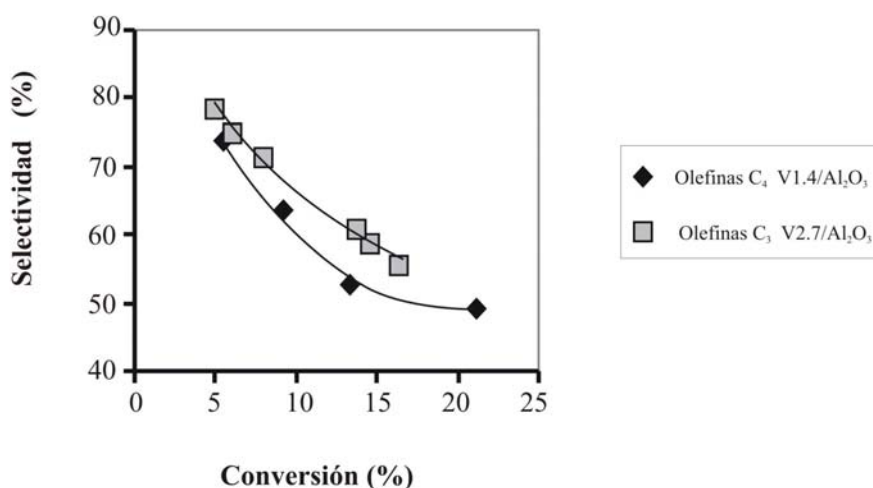 90
80
70
60
50
40
Selectividad (%)
0 5 10 15 20 25
Conversión (%)
Olefinas C₄ V1.4/Al₂O₃
Olefinas C₃ V2.7/Al₂O₃